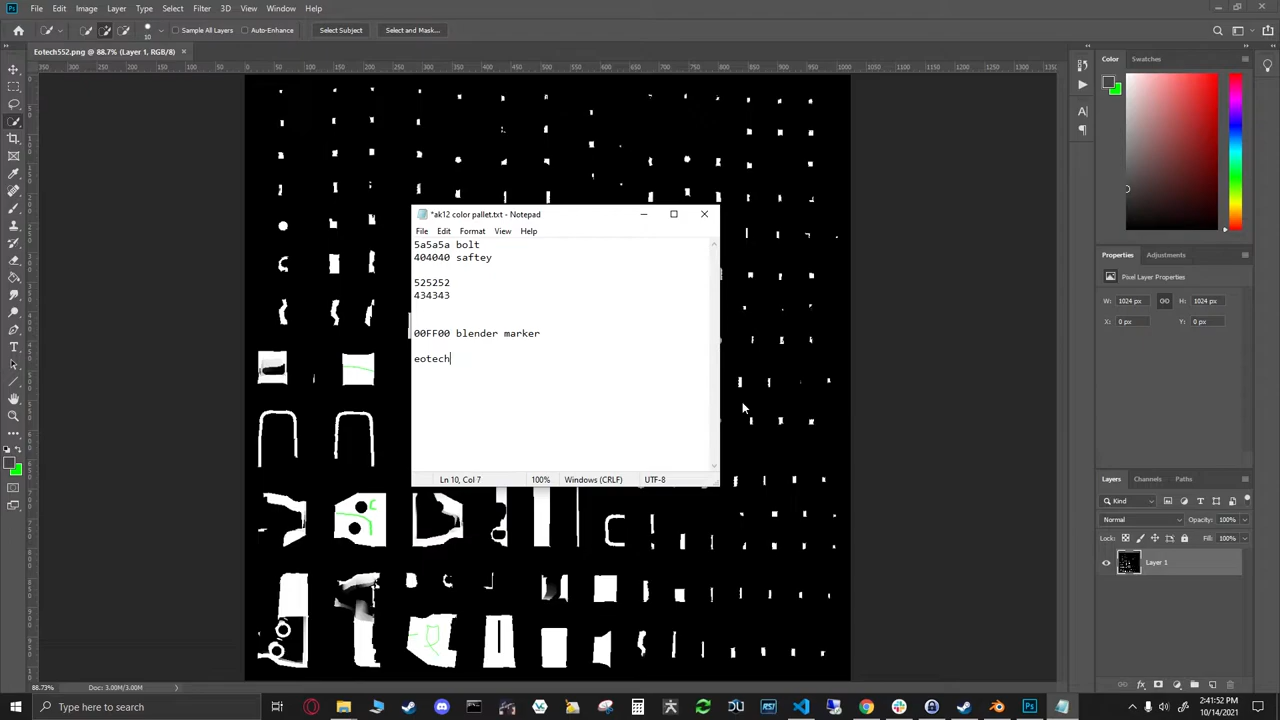 Ps File Edit Image Layer Type Select Filter 3D View Window Help
10 Sample All Layers Auto-Enhance Select Subject Select and Mask...
Eotech552.png @ 88.7% (Layer 1, RGB/8)
*ak12 color pallet.txt - Notepad
File Edit Format View Help
5a5a5a bolt
404040 saftey
525252
434343
00FF00 blender marker
eotech
Ln 10, Col 7 100% Windows (CRLF) UTF-8
Color Swatches
Properties Adjustments
Pixel Layer Properties
W: 1024 px H: 1024 px
X: 0 px Y: 0 px
Layers Channels Paths
Kind
Normal Opacity: 100%
Lock: Fill: 100%
Layer 1
88.73% Doc: 3.00M/3.00M
Type here to search
2:41:52 PM
10/14/2021